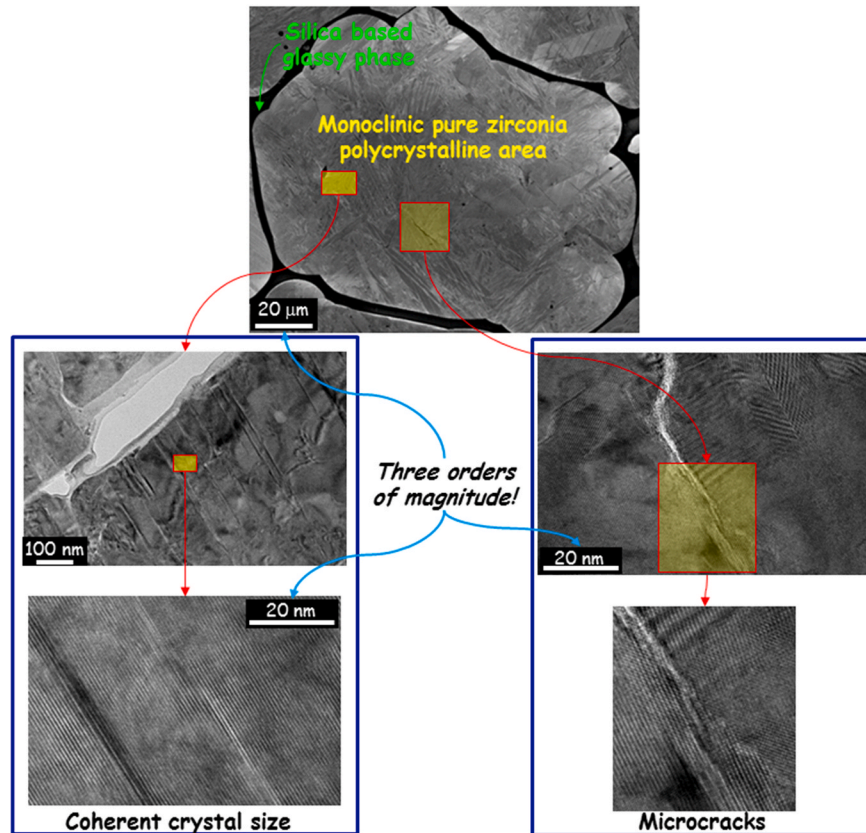 Silica based
glassy phase
Monoclinic pure zirconia
polycrystalline area
20 μm
Three orders
of magnitude!
100 nm
20 nm
20 nm
Coherent crystal size
Microcracks